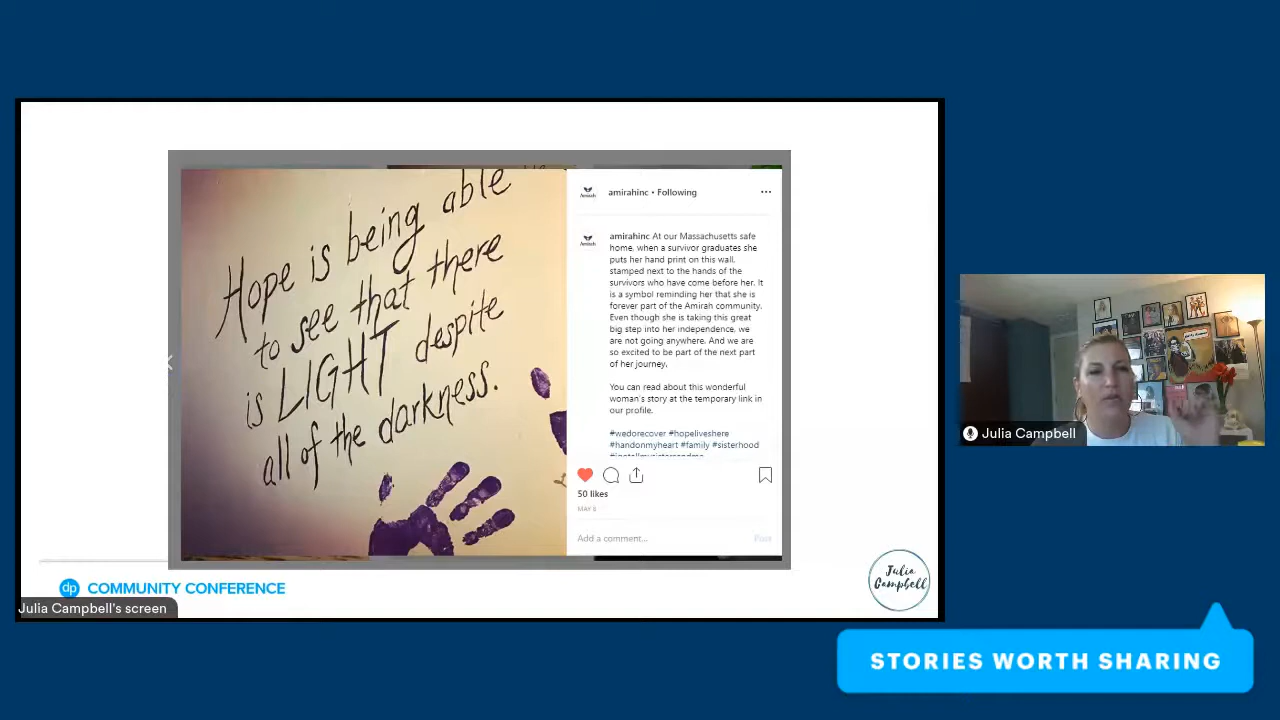 Hope is being able
to see that there
is LIGHT despite
all of the darkness.
Amirah
amirahinc • Following
...
Amirah
amirahinc At our Massachusetts safe
home, when a survivor graduates she
puts her hand print on this wall,
stamped next to the hands of the
survivors who have come before her. It
is a symbol reminding her that she is
forever part of the Amirah community.
Even though she is taking this great
big step into her independence, we
are not going anywhere. And we are
so excited to be part of the next part
of her journey.
You can read about this wonderful
woman's story at the temporary link in
our profile.
#wedorecover #hopeliveshere
#handonmyheart #family #sisterhood
50 likes
MAY 5
Add a comment...
Post
dp COMMUNITY CONFERENCE
Julia
Campbell
Julia Campbell's screen
Julia Campbell
STORIES WORTH SHARING